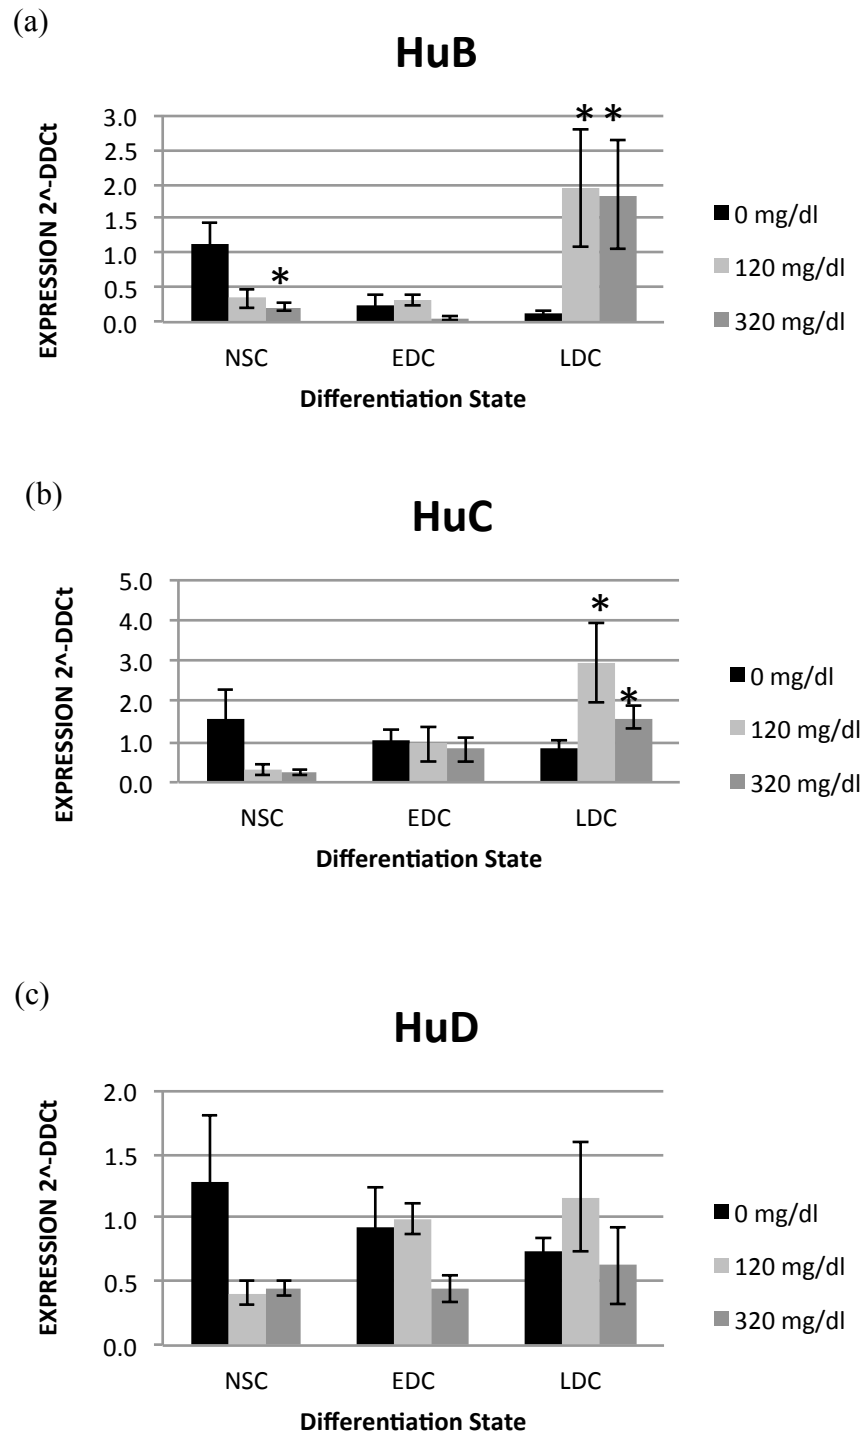 (a)
HuB
EXPRESSION 2^-DDCt
3.0
2.5
2.0
1.5
1.0
0.5
0.0
*
* *
NSC EDC LDC
Differentiation State
0 mg/dl
120 mg/dl
320 mg/dl
(b)
HuC
EXPRESSION 2^-DDCt
5.0
4.0
3.0
2.0
1.0
0.0
*
*
NSC EDC LDC
Differentiation State
0 mg/dl
120 mg/dl
320 mg/dl
(c)
HuD
EXPRESSION 2^-DDCt
2.0
1.5
1.0
0.5
0.0
NSC EDC LDC
Differentiation State
0 mg/dl
120 mg/dl
320 mg/dl